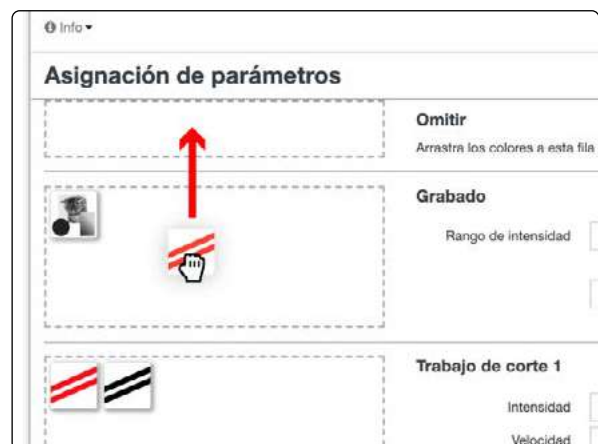 Info
Asignación de parámetros
Omitir
Arrastra los colores a esta fila
Grabado
Rango de intensidad
Trabajo de corte 1
Intensidad
Velocidad